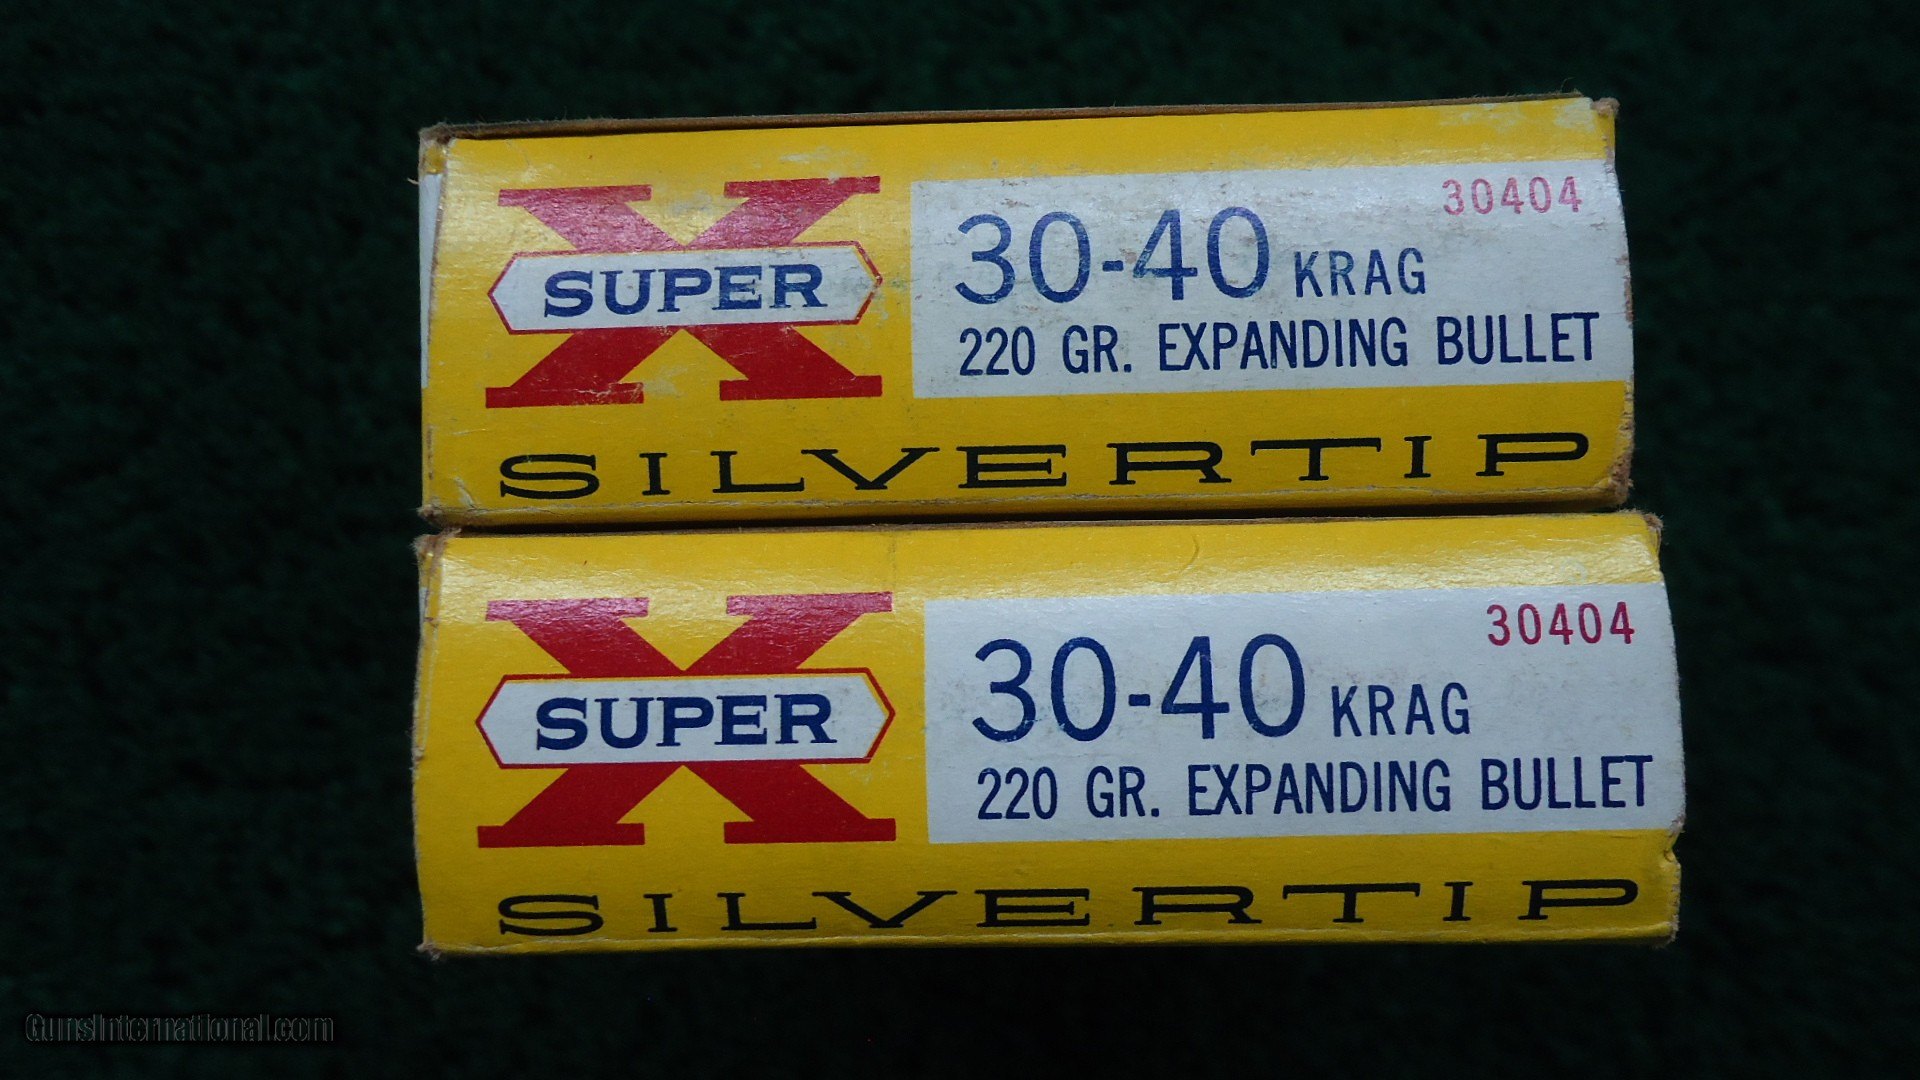 X
SUPER
30404
30-40 KRAG
220 GR. EXPANDING BULLET
SILVERTIP
X
SUPER
30404
30-40 KRAG
220 GR. EXPANDING BULLET
SILVERTIP
GunsInternational.com